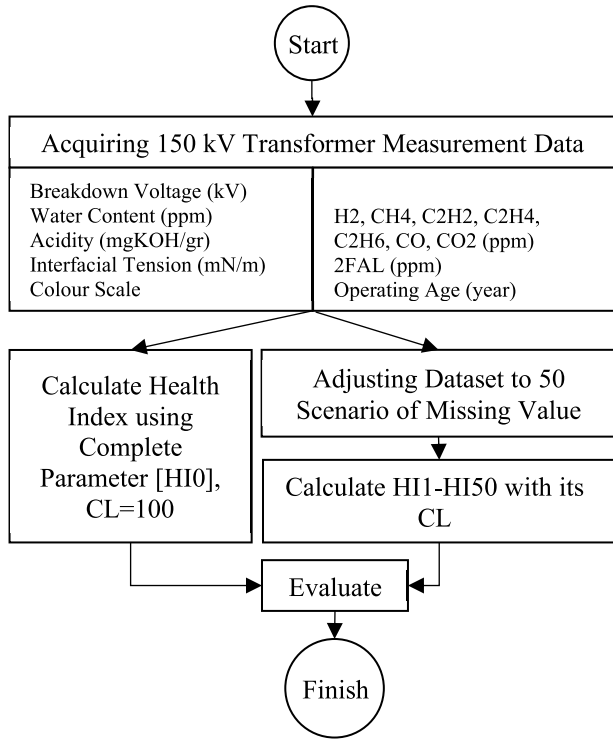 Start
Acquiring 150 kV Transformer Measurement Data
Breakdown Voltage (kV)
Water Content (ppm)
Acidity (mgKOH/gr)
Interfacial Tension (mN/m)
Colour Scale
H2, CH4, C2H2, C2H4,
C2H6, CO, CO2 (ppm)
2FAL (ppm)
Operating Age (year)
Calculate Health
Index using
Complete
Parameter [HI0],
CL=100
Adjusting Dataset to 50
Scenario of Missing Value
Calculate HI1-HI50 with its
CL
Evaluate
Finish